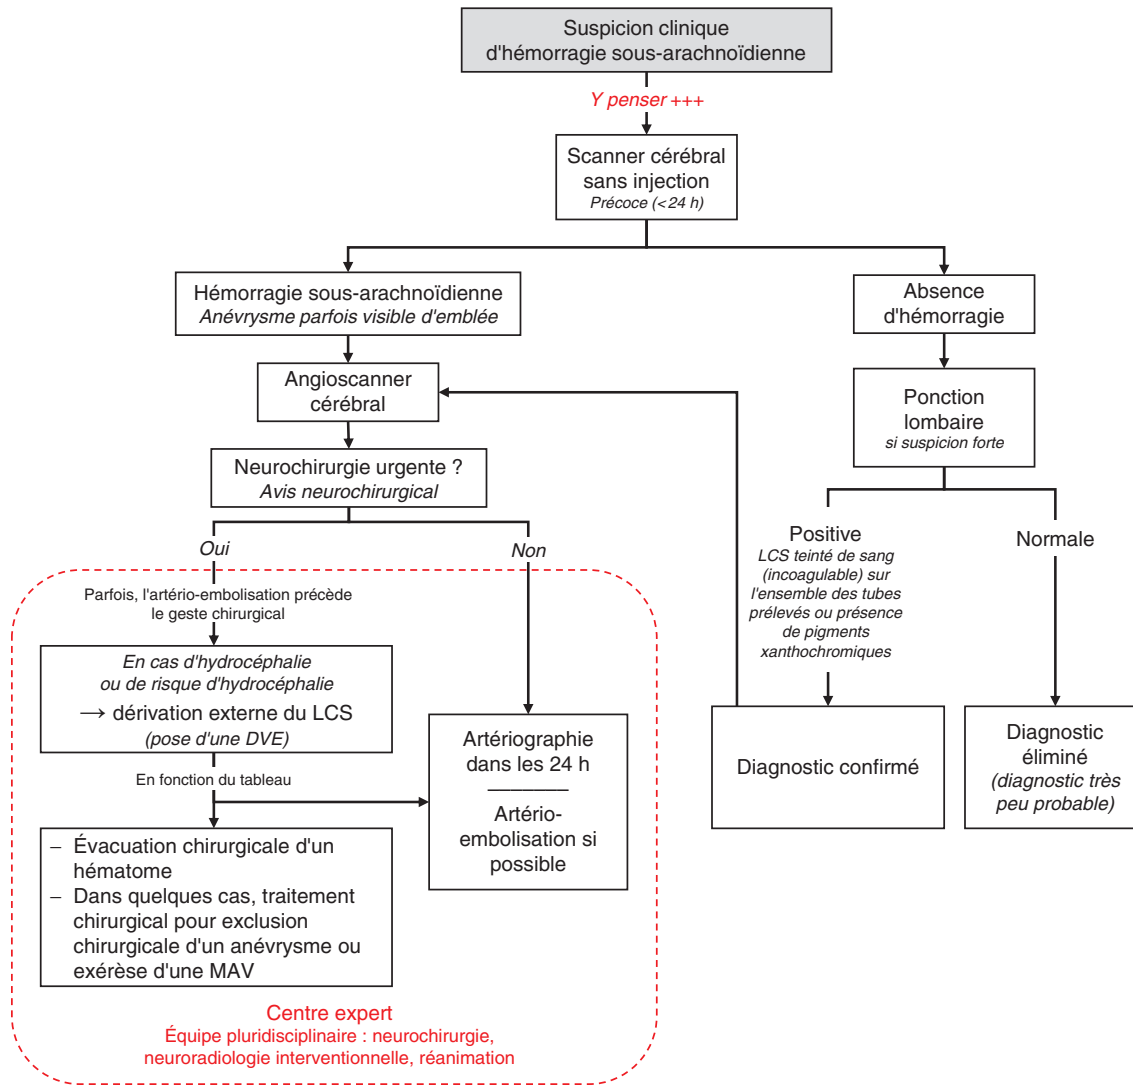 Suspicion clinique
d'hémorragie sous-arachnoïdienne
Y penser +++
Scanner cérébral
sans injection
Précoce (<24 h)
Hémorragie sous-arachnoïdienne
Anévrysme parfois visible d'emblée
Absence
d'hémorragie
Angioscanner
cérébral
Ponction
lombaire
si suspicion forte
Neurochirurgie urgente ?
Avis neurochirurgical
Oui
Non
Positive
LCS teinté de sang
(incoagulable) sur
l'ensemble des tubes
prélevés ou présence
de pigments
xanthochromiques
Normale
Parfois, l'artério-embolisation précède
le geste chirurgical
En cas d'hydrocéphalie
ou de risque d'hydrocéphalie
→ dérivation externe du LCS
(pose d'une DVE)
En fonction du tableau
Artériographie
dans les 24 h
Artério-
embolisation si
possible
Diagnostic confirmé
Diagnostic
éliminé
(diagnostic très
peu probable)
– Évacuation chirurgicale d'un
hématome
– Dans quelques cas, traitement
chirurgical pour exclusion
chirurgicale d'un anévrysme ou
exérèse d'une MAV
Centre expert
Équipe pluridisciplinaire : neurochirurgie,
neuroradiologie interventionnelle, réanimation